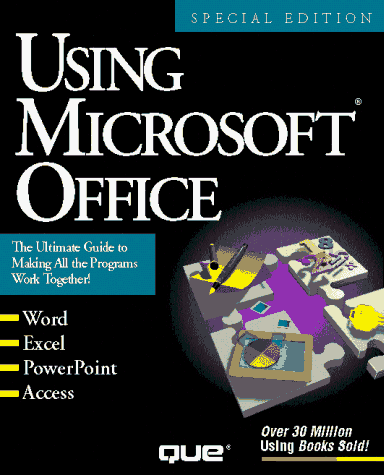 SPECIAL EDITION
USING
MICROSOFT®
OFFICE
The Ultimate Guide to
Making All the Programs
Work Together!
Word
Excel
PowerPoint
Access
Over 30 Million
Using Books Sold!
que®